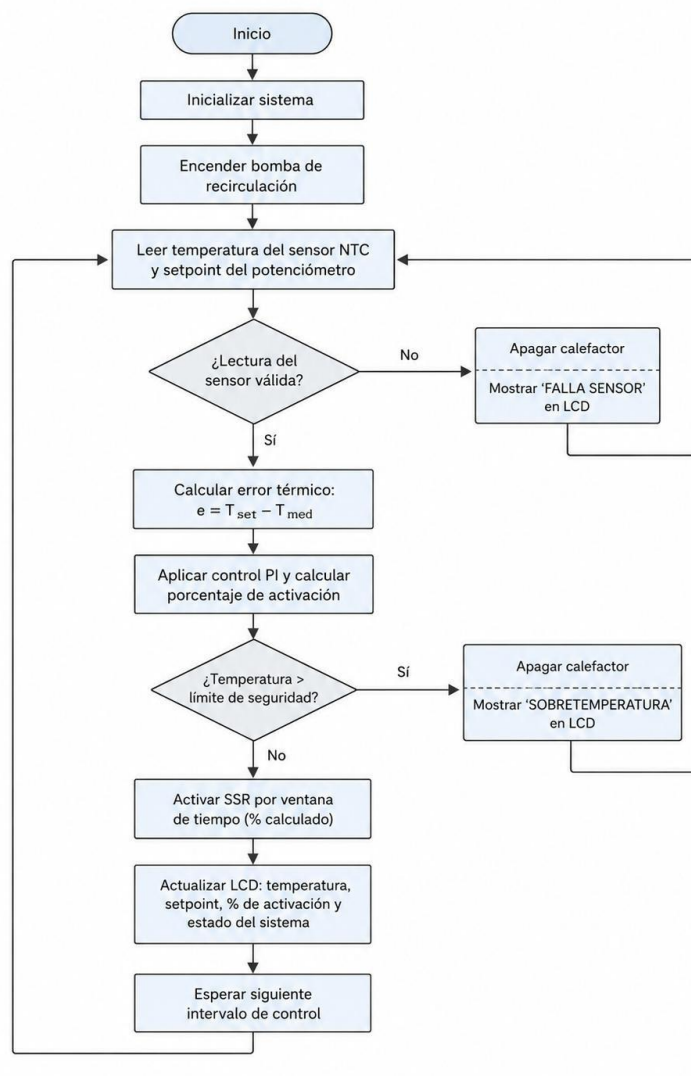 Inicio
Inicializar sistema
Encender bomba de
recirculación
Leer temperatura del sensor NTC
y setpoint del potenciómetro
¿Lectura del
sensor válida?
No
Apagar calefactor
Mostrar ‘FALLA SENSOR’
en LCD
Sí
Calcular error térmico:
e = T set − T med
Aplicar control PI y calcular
porcentaje de activación
¿Temperatura >
límite de seguridad?
Sí
Apagar calefactor
Mostrar ‘SOBRETEMPERATURA’
en LCD
No
Activar SSR por ventana
de tiempo (% calculado)
Actualizar LCD: temperatura,
setpoint, % de activación y
estado del sistema
Esperar siguiente
intervalo de control